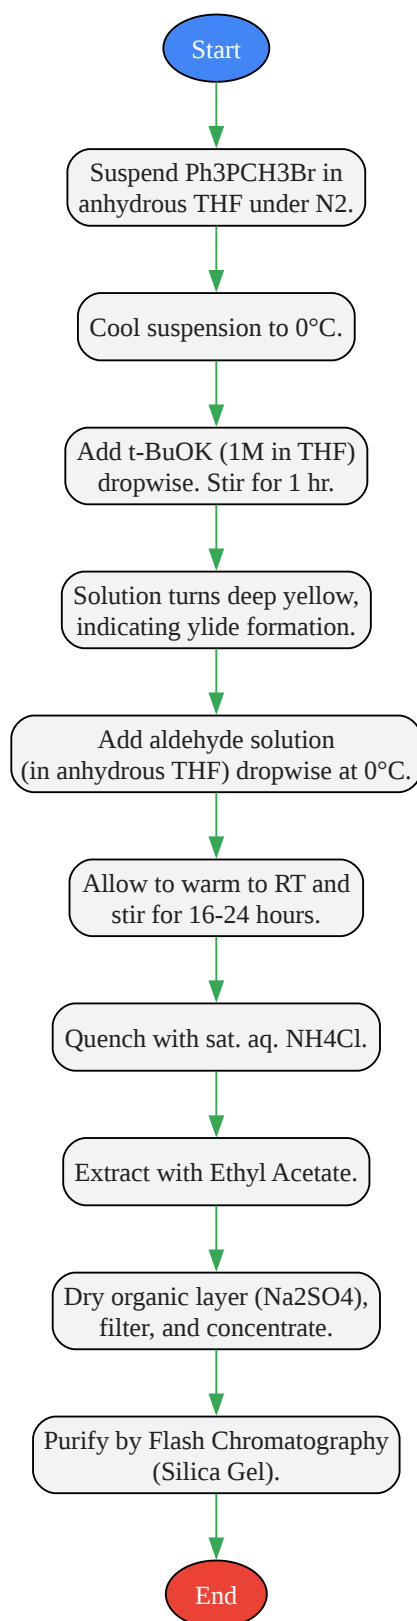 Start
Suspend Ph3PCH3Br in
anhydrous THF under N2.
Cool suspension to 0°C.
Add t-BuOK (1M in THF)
dropwise. Stir for 1 hr.
Solution turns deep yellow,
indicating ylide formation.
Add aldehyde solution
(in anhydrous THF) dropwise at 0°C.
Allow to warm to RT and
stir for 16-24 hours.
Quench with sat. aq. NH4Cl.
Extract with Ethyl Acetate.
Dry organic layer (Na2SO4),
filter, and concentrate.
Purify by Flash Chromatography
(Silica Gel).
End